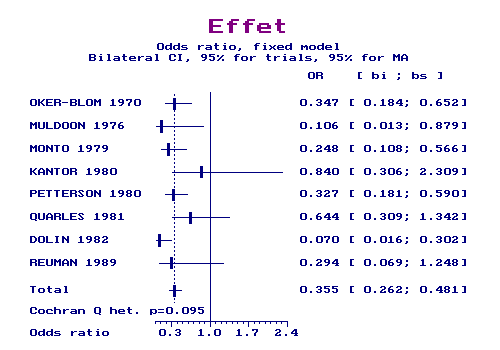 Effet
Odds ratio, fixed model
Bilateral CI, 95% for trials, 95% for MA
OR [ bi ; bs ]
OKER-BLOM 1970 0.347 [ 0.184; 0.652]
MULDOON 1976 0.106 [ 0.013; 0.879]
MONTO 1979 0.248 [ 0.108; 0.566]
KANTOR 1980 0.840 [ 0.306; 2.309]
PETTERSON 1980 0.327 [ 0.181; 0.590]
QUARLES 1981 0.644 [ 0.309; 1.342]
DOLIN 1982 0.070 [ 0.016; 0.302]
REUMAN 1989 0.294 [ 0.069; 1.248]
Total 0.355 [ 0.262; 0.481]
Cochran Q het. p=0.095
Odds ratio 0.3 1.0 1.7 2.4